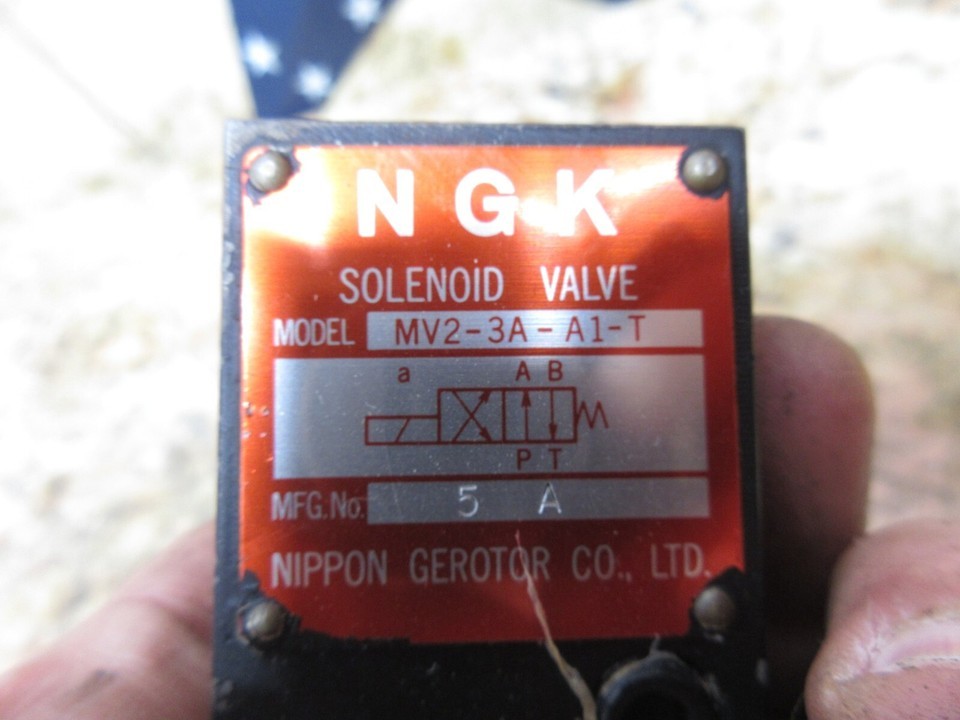 NGK
SOLENOiD VALVE
MODEL MV2-3A-A1-T
a A B
P T
MFG.No. 5 A
NIPPON GEROTOR CO., LTD.